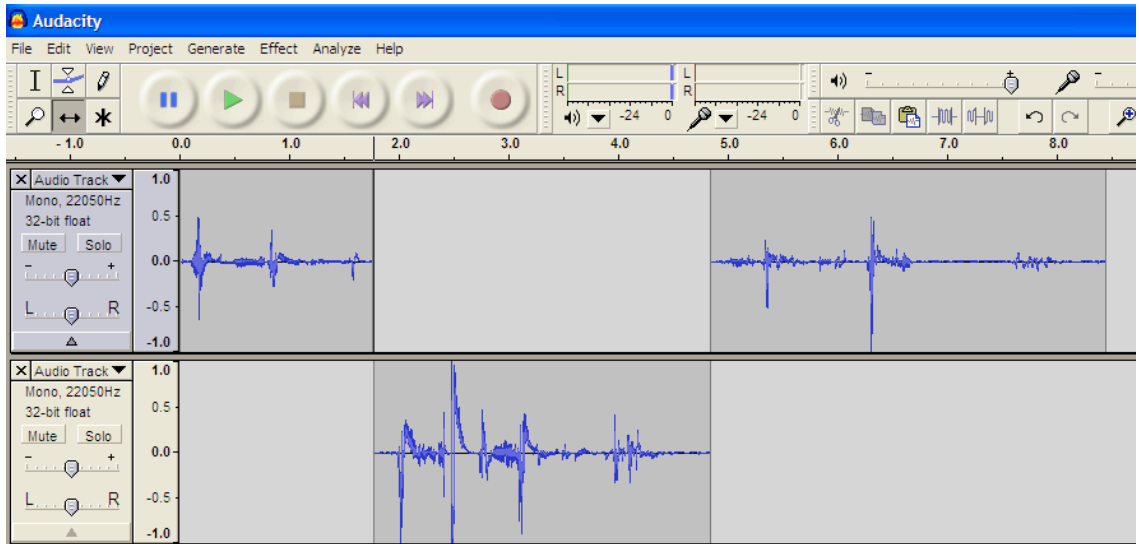 Audacity
File Edit View Project Generate Effect Analyze Help
L
R
-24 0
L
R
-24 0
- 1.0 0.0 1.0 2.0 3.0 4.0 5.0 6.0 7.0 8.0
X Audio Track
Mono, 22050Hz
32-bit float
Mute Solo
- +
L R
1.0
0.5
0.0
-0.5
-1.0
X Audio Track
Mono, 22050Hz
32-bit float
Mute Solo
- +
L R
1.0
0.5
0.0
-0.5
-1.0